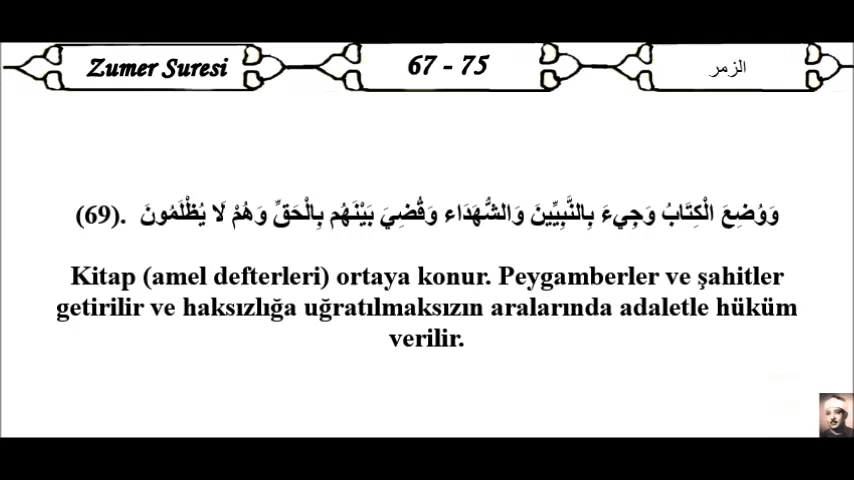 Zumer Suresi 67 - 75 الزمر
وَوُضِعَ الْكِتَابُ وَجِيءَ بِالنَّبِيِّينَ وَالشُّهَدَاء وَقُضِيَ بَيْنَهُم بِالْحَقِّ وَهُمْ لَا يُظْلَمُونَ .(69)
Kitap (amel defterleri) ortaya konur. Peygamberler ve şahitler
getirilir ve haksızlığa uğratılmaksızın aralarında adaletle hüküm
verilir.